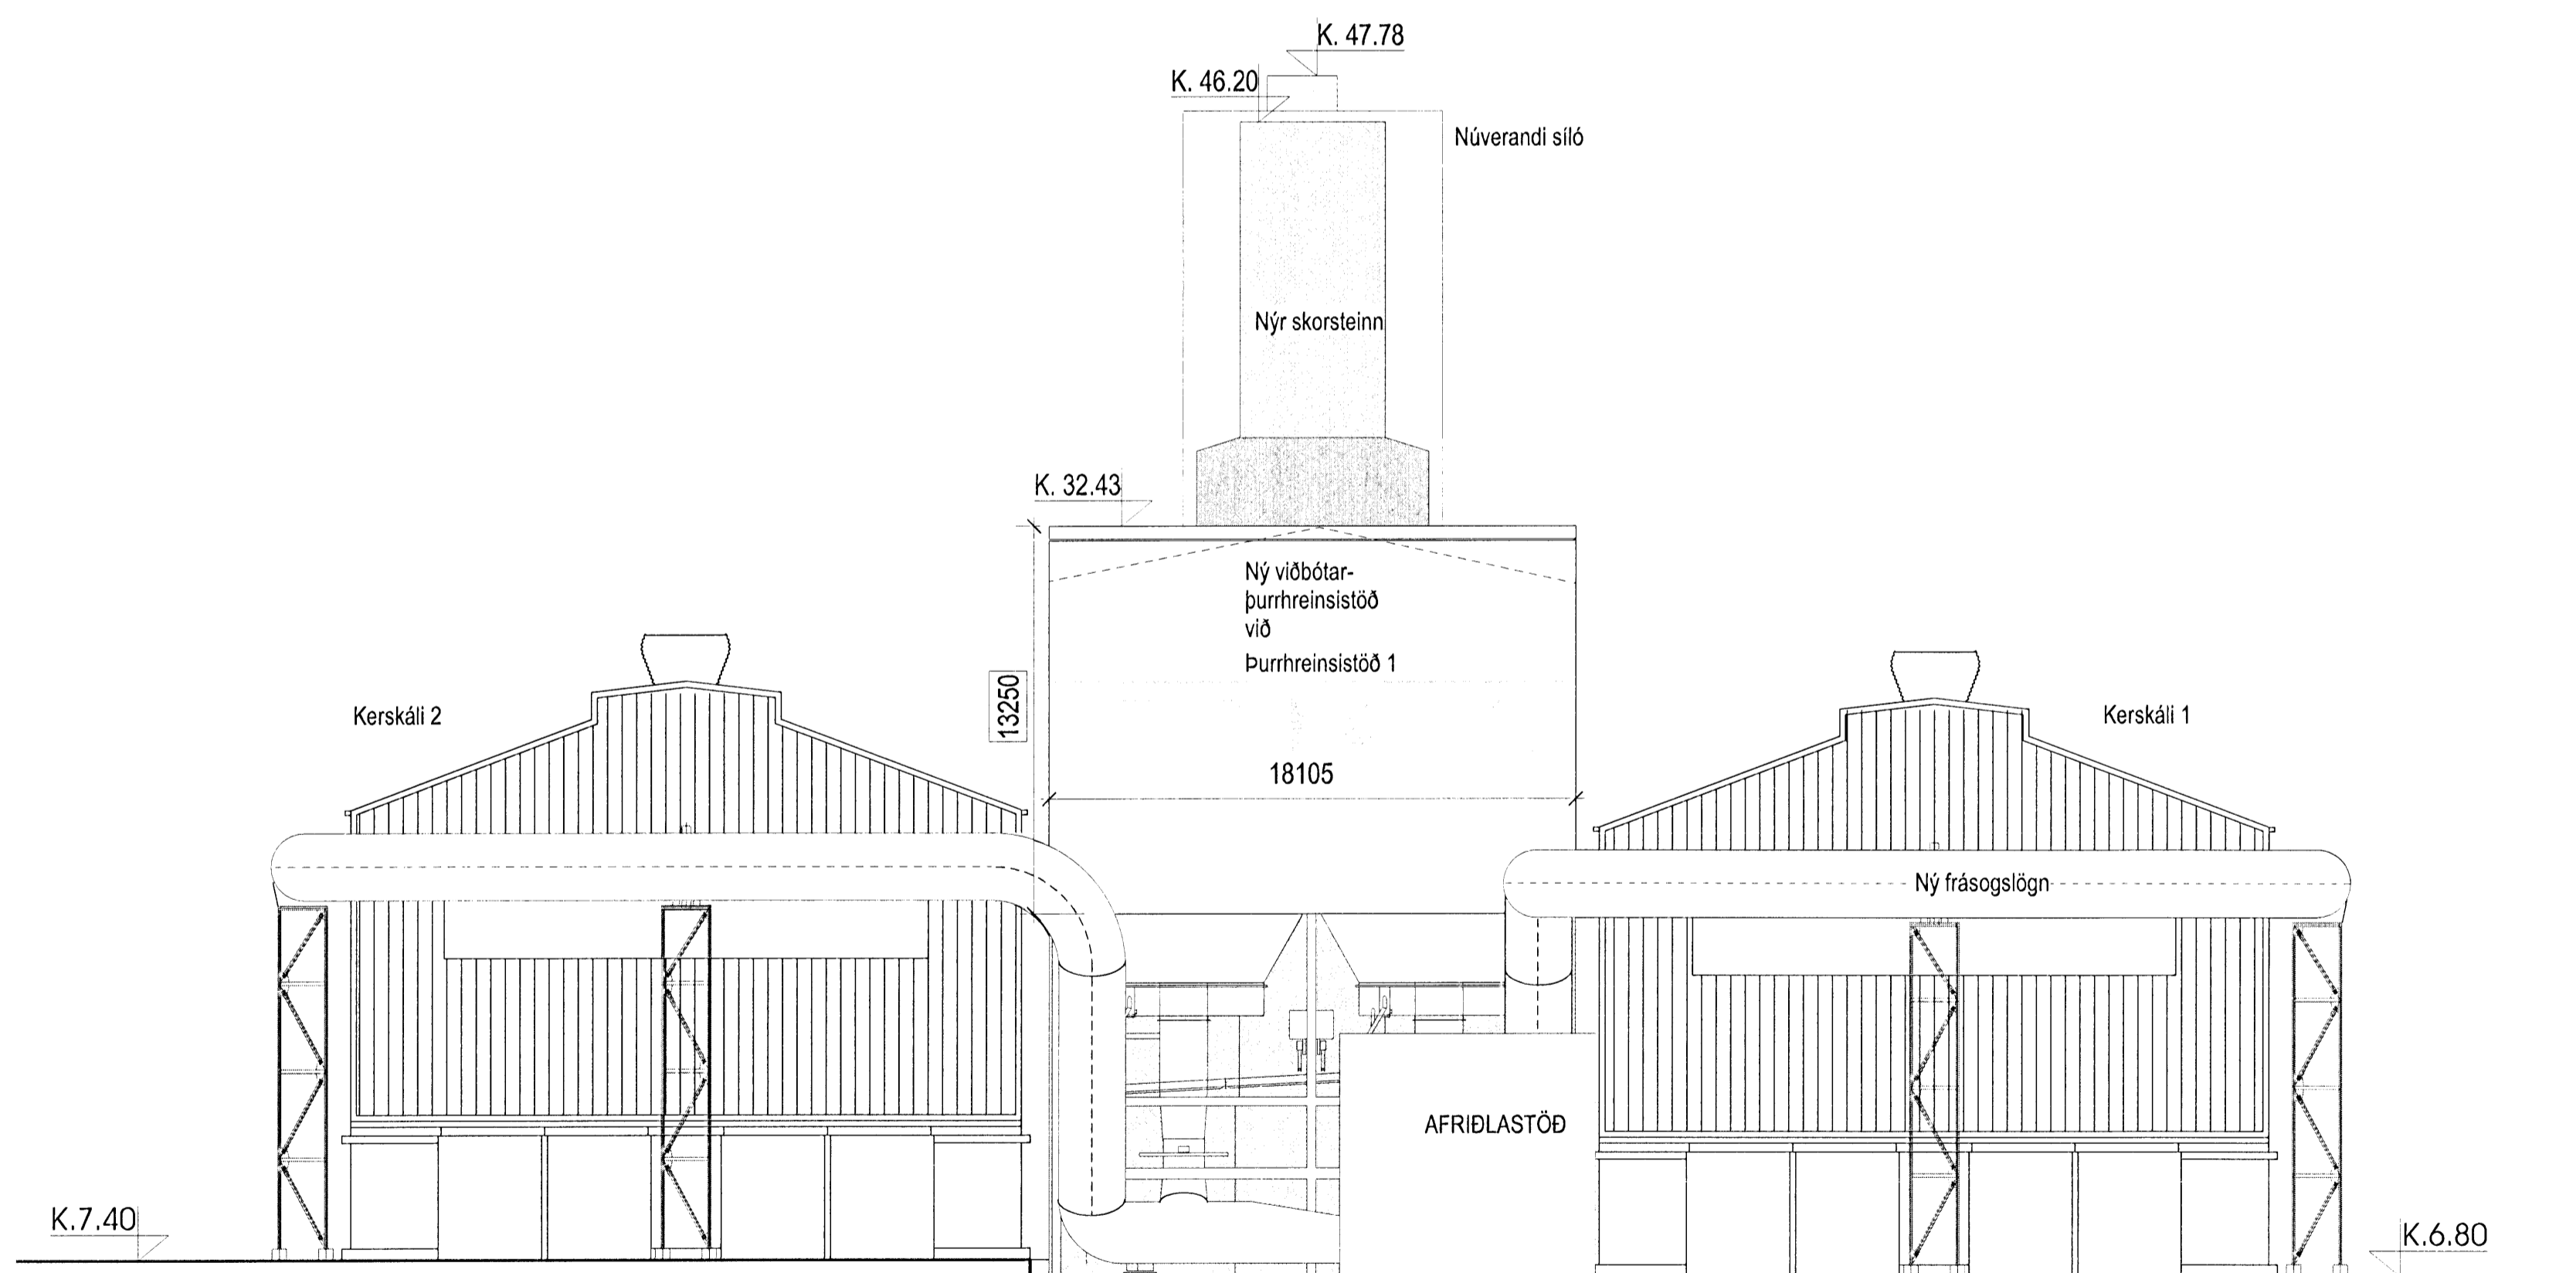 K. 47.78
K. 46.20
Núverandi síló
Nýr skorsteinn
K. 32.43
Ný viðbótar-
þurrhreinsistöð
við
Þurrhreinsistöð 1
13250
Kerskáli 2
Kerskáli 1
18105
Ný frásogslögn
AFRIÐLASTÖÐ
K.7.40
K.6.80